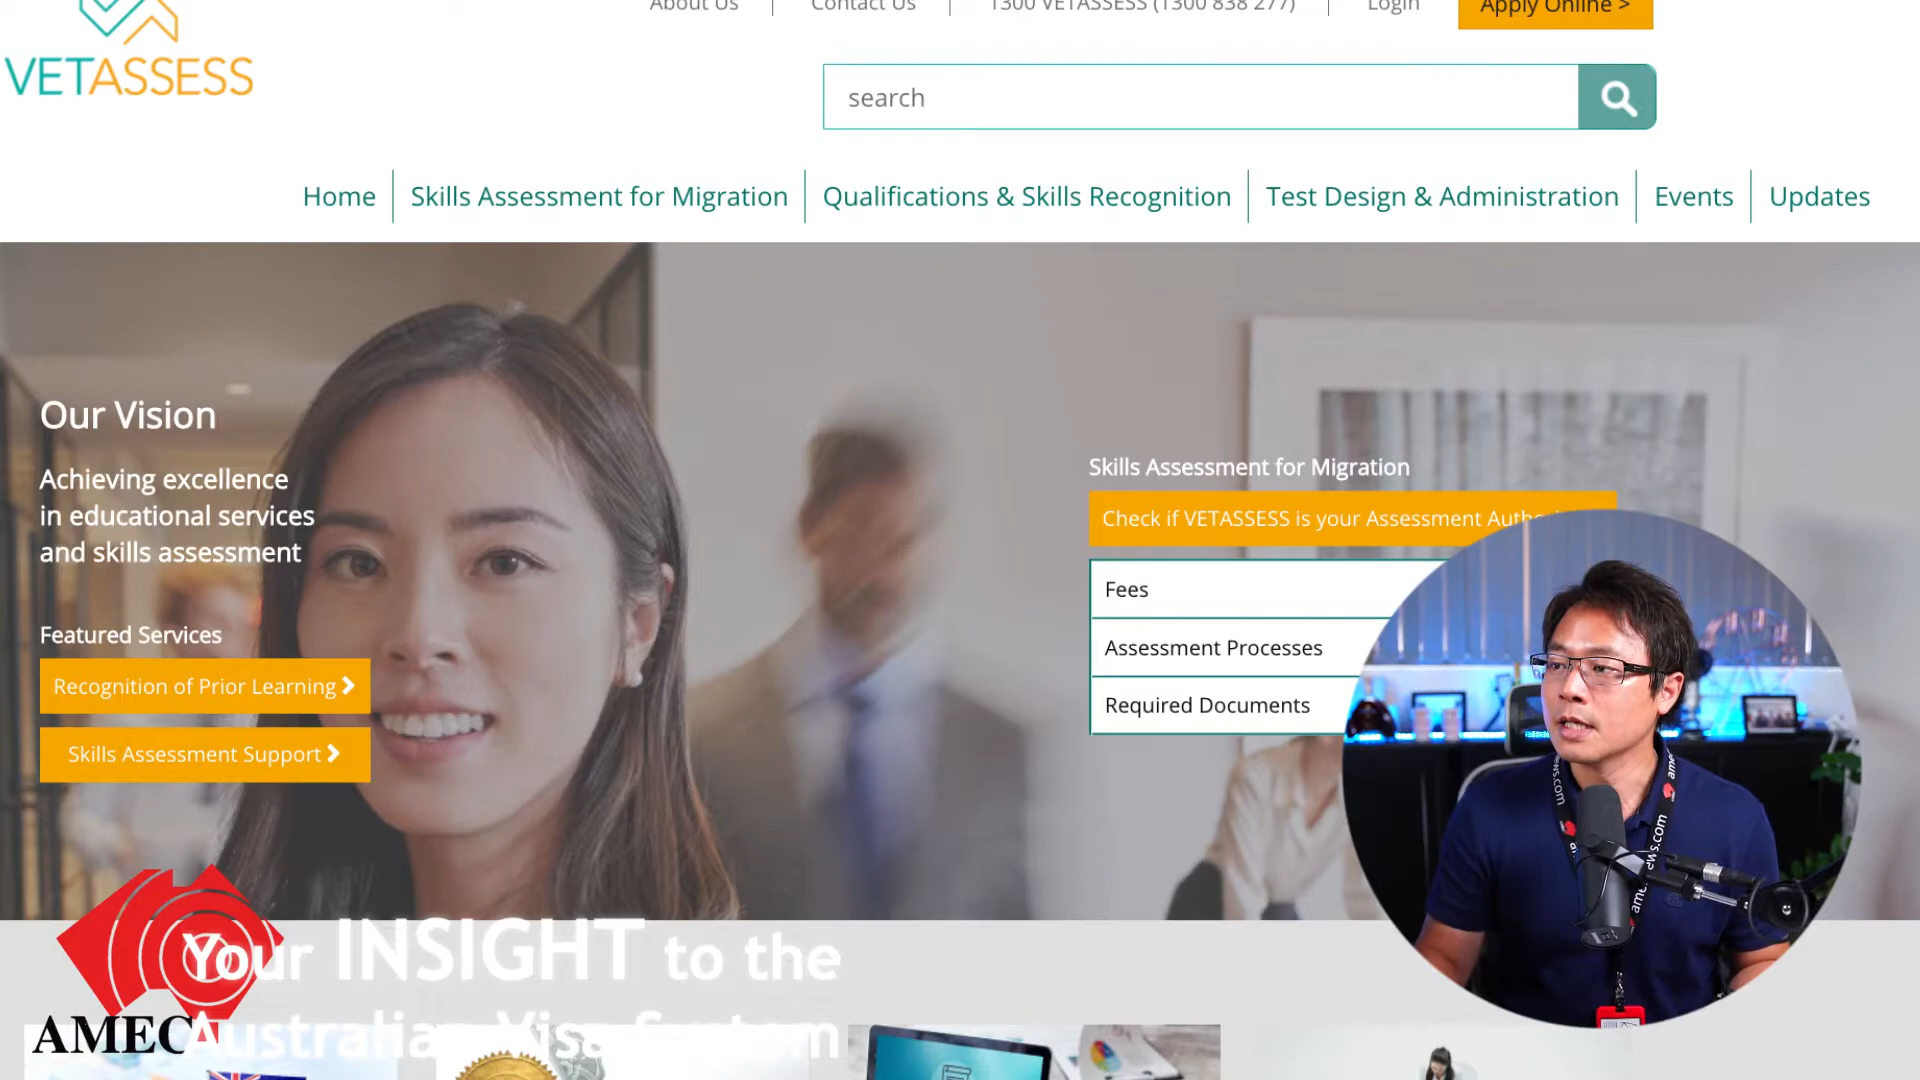 About Us
Contact Us
1300 VETASSESS (1300 838 277)
Login
Apply Online >
VETASSESS
search
Home
Skills Assessment for Migration
Qualifications & Skills Recognition
Test Design & Administration
Events
Updates
Our Vision
Achieving excellence
in educational services
and skills assessment
Featured Services
Recognition of Prior Learning
Skills Assessment Support
Skills Assessment for Migration
Check if VETASSESS is your Assessment
Fees
Assessment Processes
Required Documents
Your INSIGHT to the
Australian Visa System
AMEC